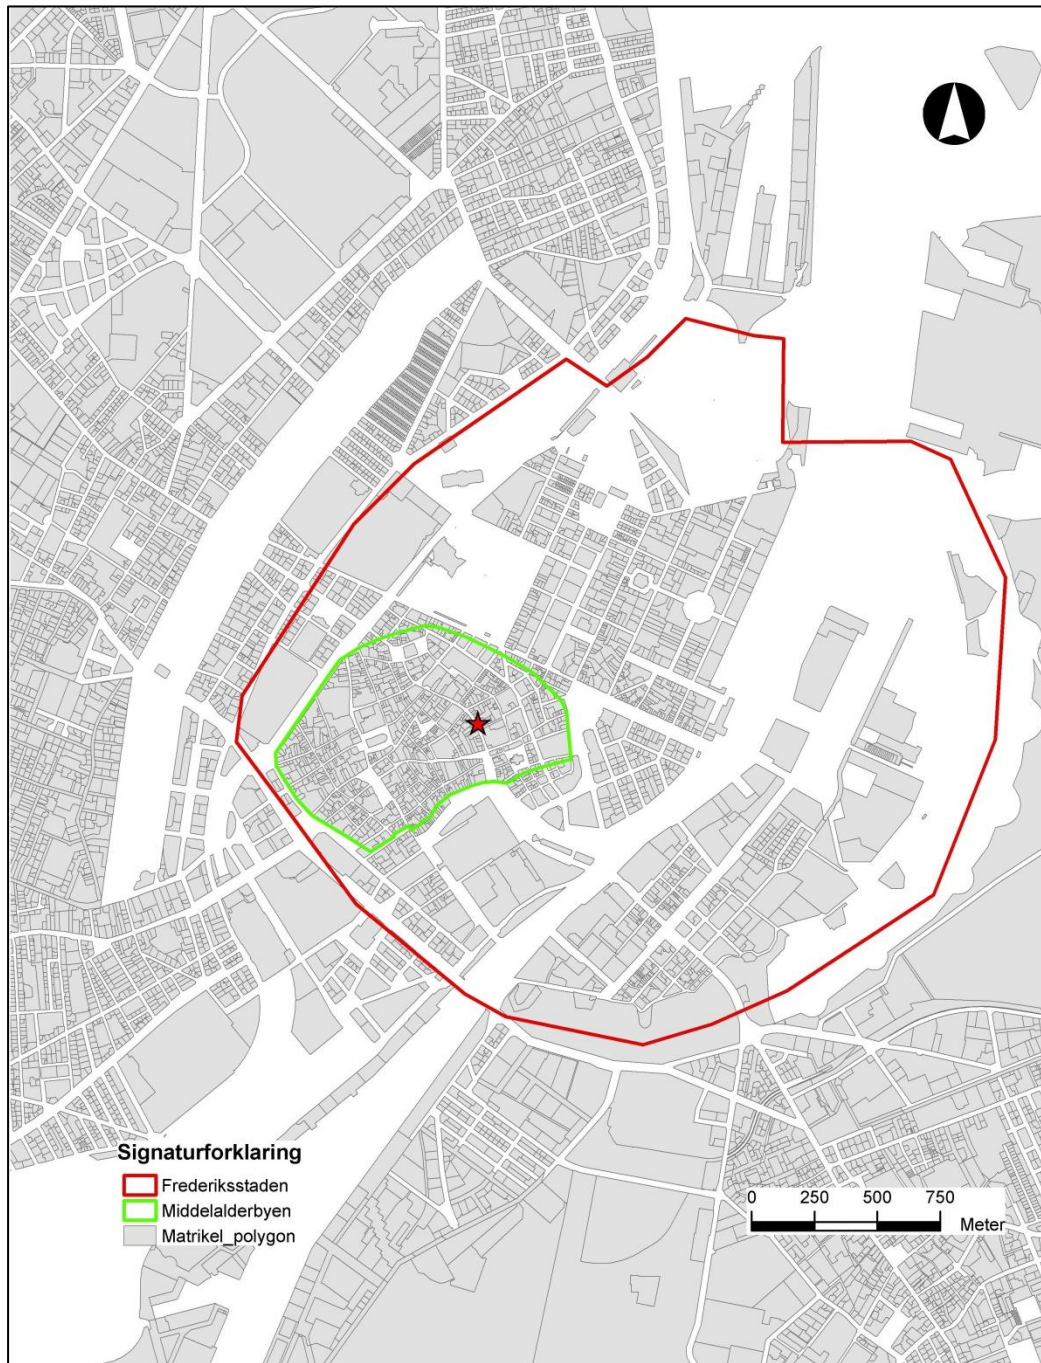 Signaturforklaring
Frederiksstaden
Middelalderbyen
Matrikel_polygon
0 250 500 750
Meter